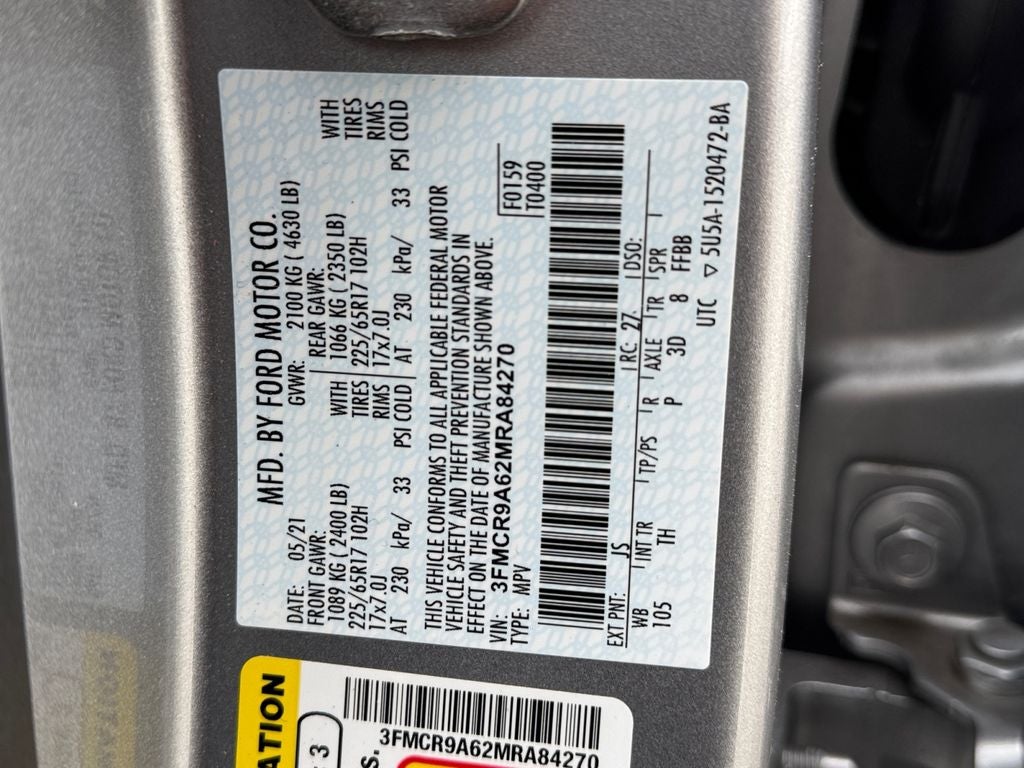 MFD. BY FORD MOTOR CO.
DATE: 05/21 GVWR: 2100 KG ( 4630 LB)
FRONT GAWR: REAR GAWR:
1089 KG ( 2400 LB) WITH 1066 KG ( 2350 LB) WITH
225/65R17 102H TIRES 225/65R17 102H TIRES
17x7.0J RIMS 17x7.0J RIMS
AT 230 kPa/ 33 PSI COLD AT 230 kPa/ 33 PSI COLD
THIS VEHICLE CONFORMS TO ALL APPLICABLE FEDERAL MOTOR
VEHICLE SAFETY AND THEFT PREVENTION STANDARDS IN
EFFECT ON THE DATE OF MANUFACTURE SHOWN ABOVE.
VIN: 3FMCR9A62MRA84270 F0159
TYPE: MPV T0400
EXT PNT: JS RC: 27 DSO:
WB INT TR TP/PS R AXLE TR SPR
105 TH P 3D 8 FFBB
UTC ▽ 5U5A-1520472-BA
3
3FMCR9A62MRA84270